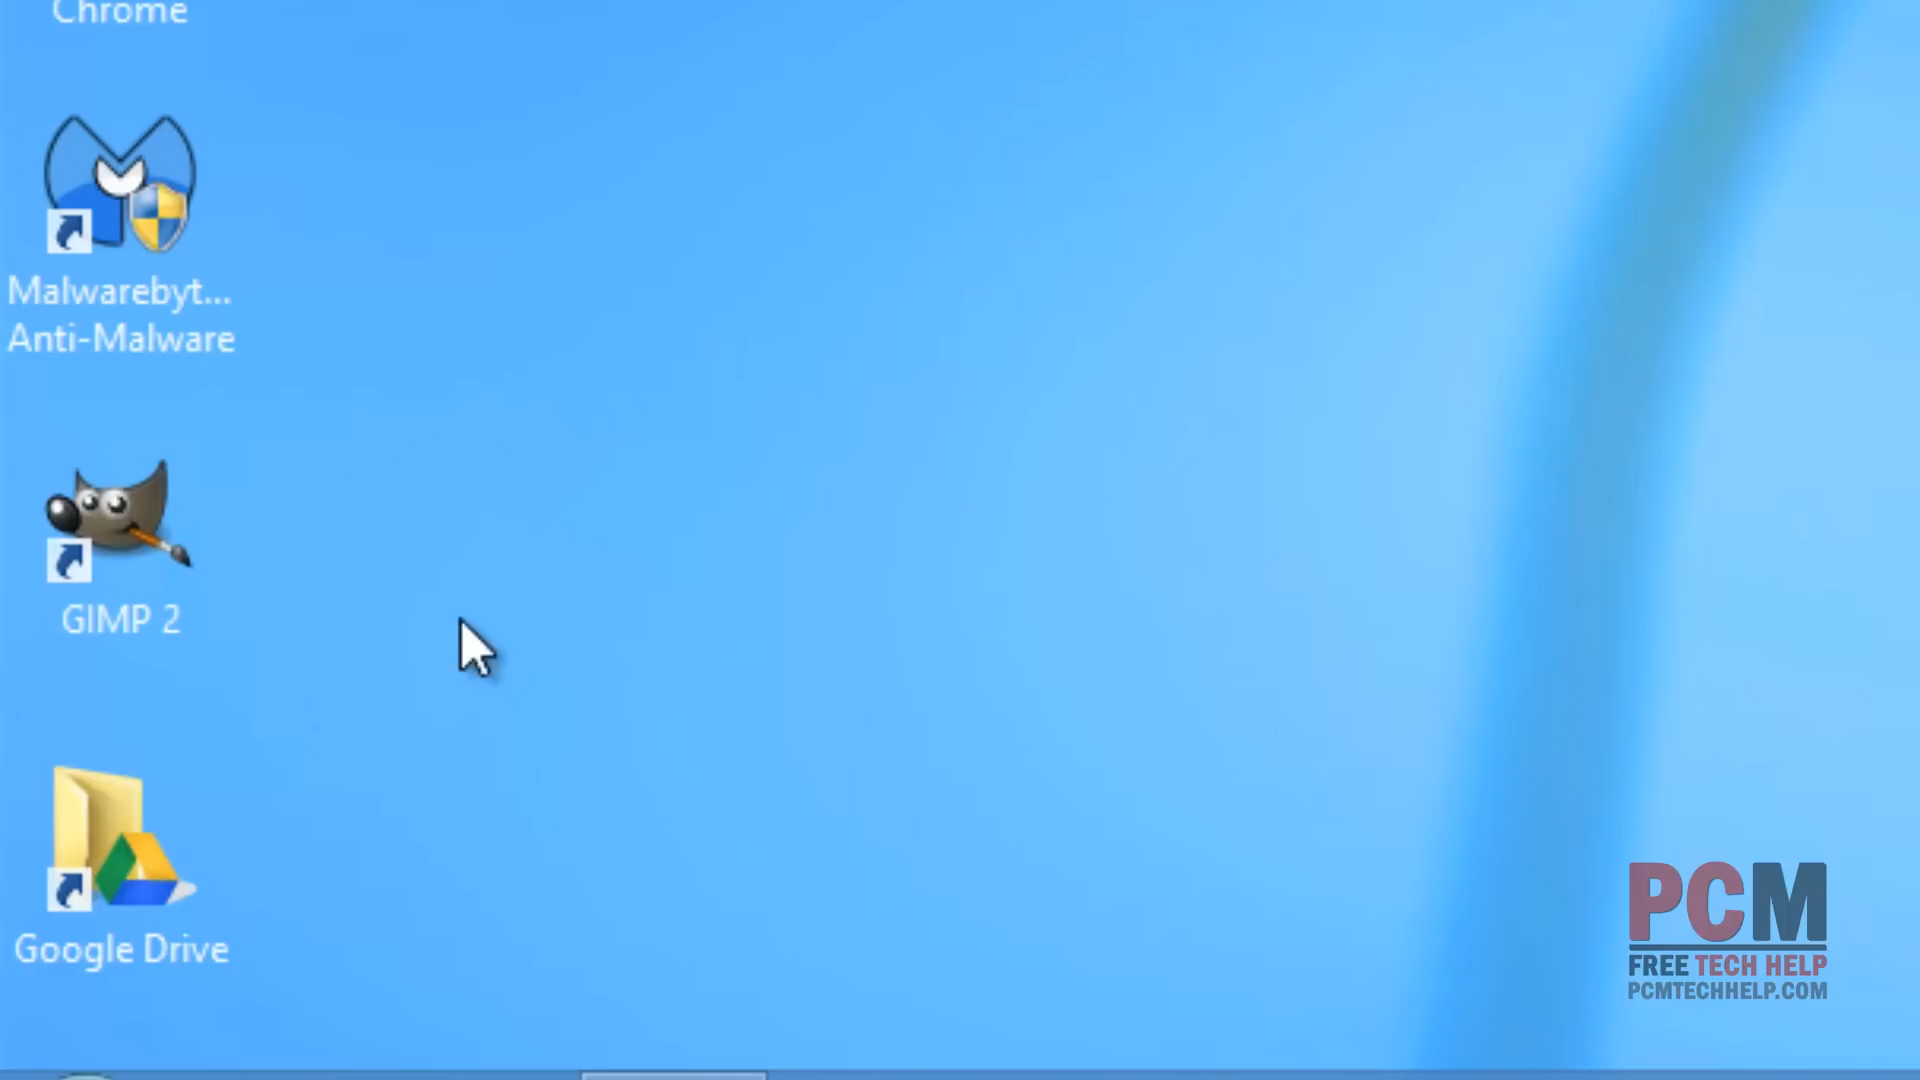 Chrome
Malwarebyt...
Anti-Malware
GIMP 2
Google Drive
PCM
FREE TECH HELP
PCMTECHHELP.COM